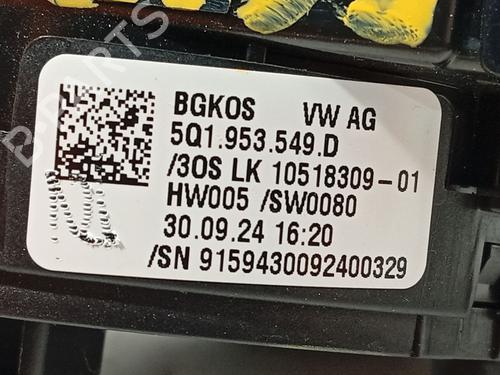 BGKOS VW AG
5Q1.953.549.D
/3OS LK 10518309-01
HW005 /SW0080
30.09.24 16:20
/SN 9159430092400329
B-PARTS